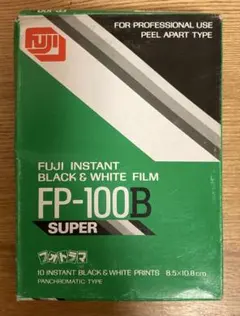 FUJI
FOR PROFESSIONAL USE
PEEL APART TYPE
FUJI INSTANT
BLACK & WHITE FILM
FP-100B
SUPER
フォトラマ
10 INSTANT BLACK & WHITE PRINTS 8.5×10.8cm
PANCHROMATIC TYPE